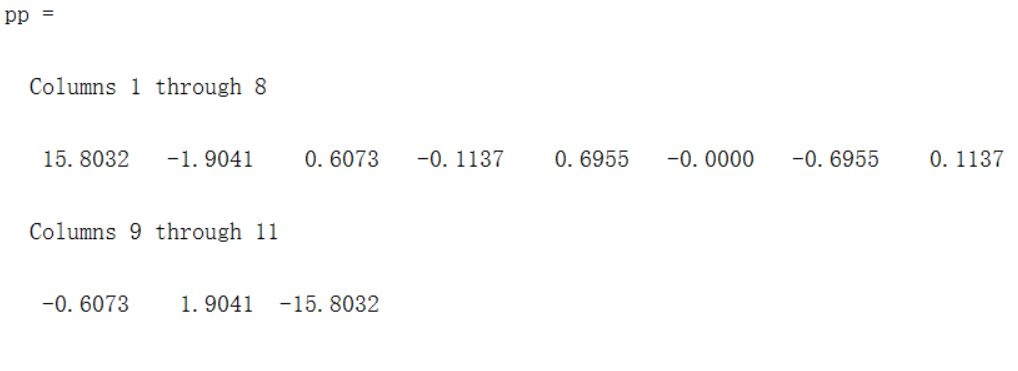 pp =
Columns 1 through 8
15.8032 -1.9041 0.6073 -0.1137 0.6955 -0.0000 -0.6955 0.1137
Columns 9 through 11
-0.6073 1.9041 -15.8032